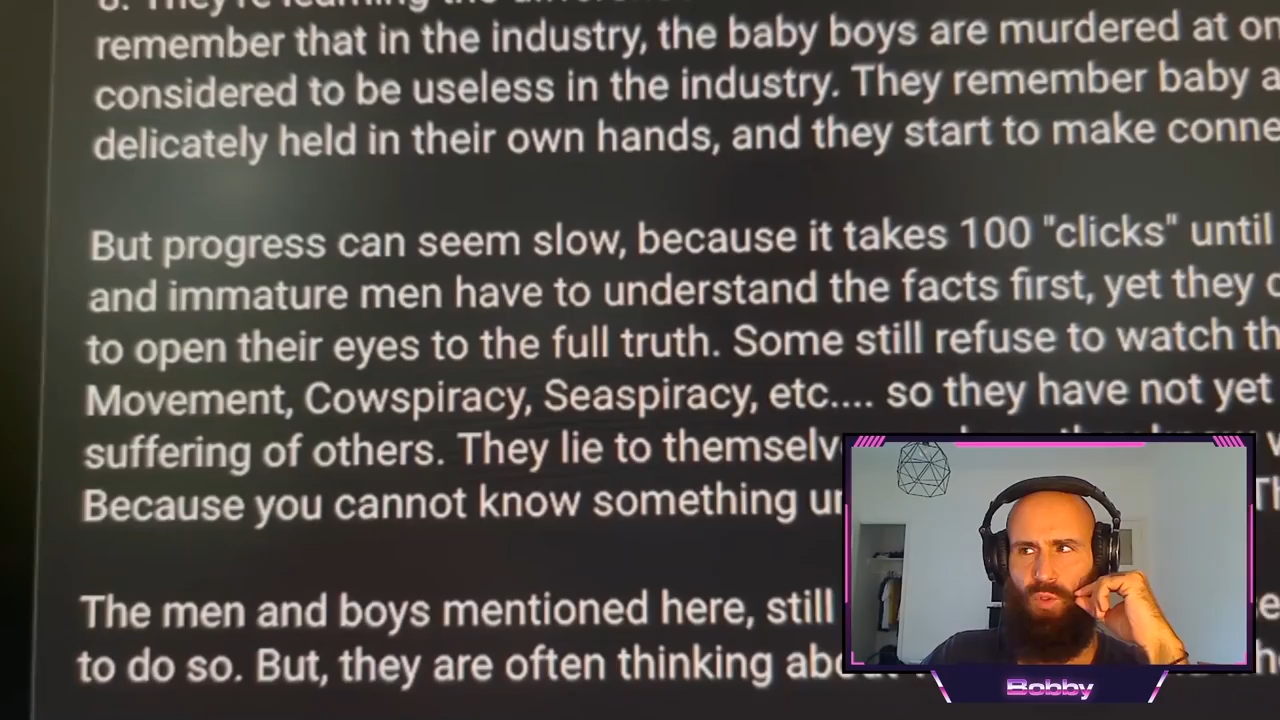 8. They're learning the
remember that in the industry, the baby boys are murdered at
considered to be useless in the industry. They remember baby
delicately held in their own hands, and they start to make
But progress can seem slow, because it takes 100 "clicks" until
and immature men have to understand the facts first, yet they
to open their eyes to the full truth. Some still refuse to watch
Movement, Cowspiracy, Seaspiracy, etc.... so they have not yet
suffering of others. They lie to
Because you cannot know something
The men and boys mentioned here, still
to do so. But, they are often thinking
Bobby